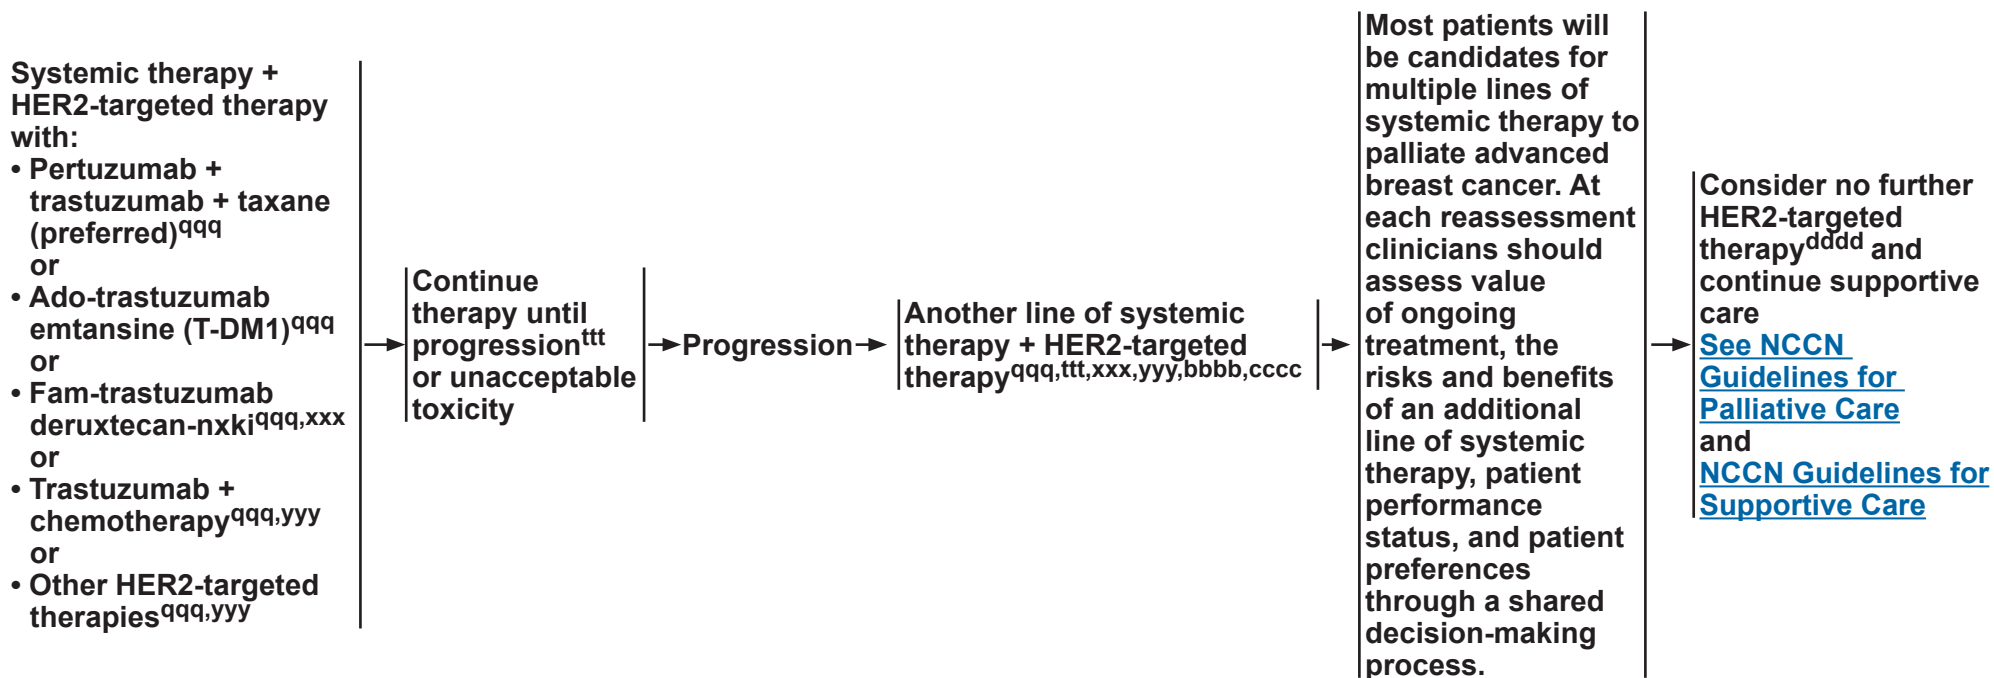 Systemic therapy +
HER2-targeted therapy
with:
• Pertuzumab +
trastuzumab + taxane
(preferred)qqq
or
• Ado-trastuzumab
emtansine (T-DM1)qqq
or
• Fam-trastuzumab
deruxtecan-nxkiqqq,xxx
or
• Trastuzumab +
chemotherapyqqq,yyy
or
• Other HER2-targeted
therapiesqqq,yyy
Continue
therapy until
progressionttt
or unacceptable
toxicity
Progression
Another line of systemic
therapy + HER2-targeted
therapyqqq,ttt,xxx,yyy,bbbb,cccc
Most patients will
be candidates for
multiple lines of
systemic therapy to
palliate advanced
breast cancer. At
each reassessment
clinicians should
assess value
of ongoing
treatment, the
risks and benefits
of an additional
line of systemic
therapy, patient
performance
status, and patient
preferences
through a shared
decision-making
process.
Consider no further
HER2-targeted
therapydddd and
continue supportive
care
See NCCN
Guidelines for
Palliative Care
and
NCCN Guidelines for
Supportive Care